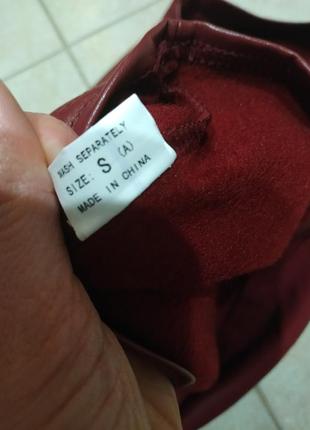 WASH SEPARATELY
SIZE: S (A)
MADE IN CHINA